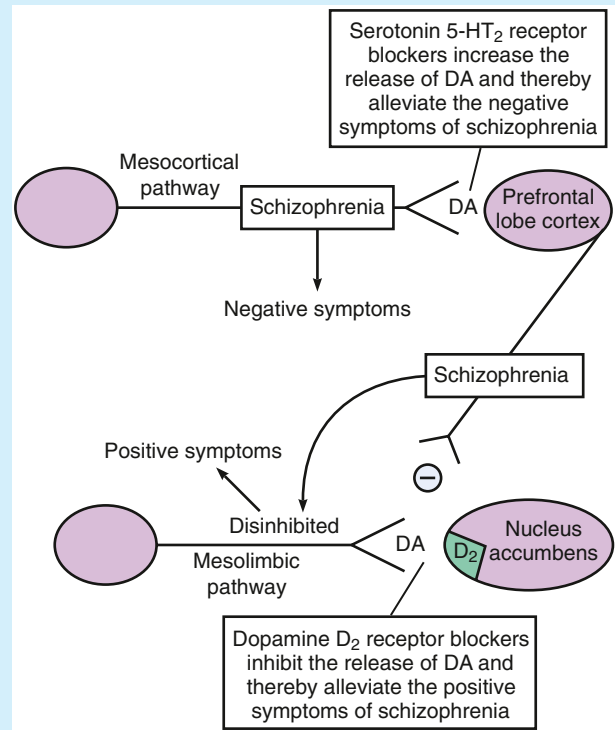 Serotonin 5-HT₂ receptor
blockers increase the
release of DA and thereby
alleviate the negative
symptoms of schizophrenia
Mesocortical
pathway
Schizophrenia
DA
Prefrontal
lobe cortex
Negative symptoms
Schizophrenia
Positive symptoms
−
Disinhibited
Mesolimbic
pathway
DA
D₂
Nucleus
accumbens
Dopamine D₂ receptor blockers
inhibit the release of DA and
thereby alleviate the positive
symptoms of schizophrenia